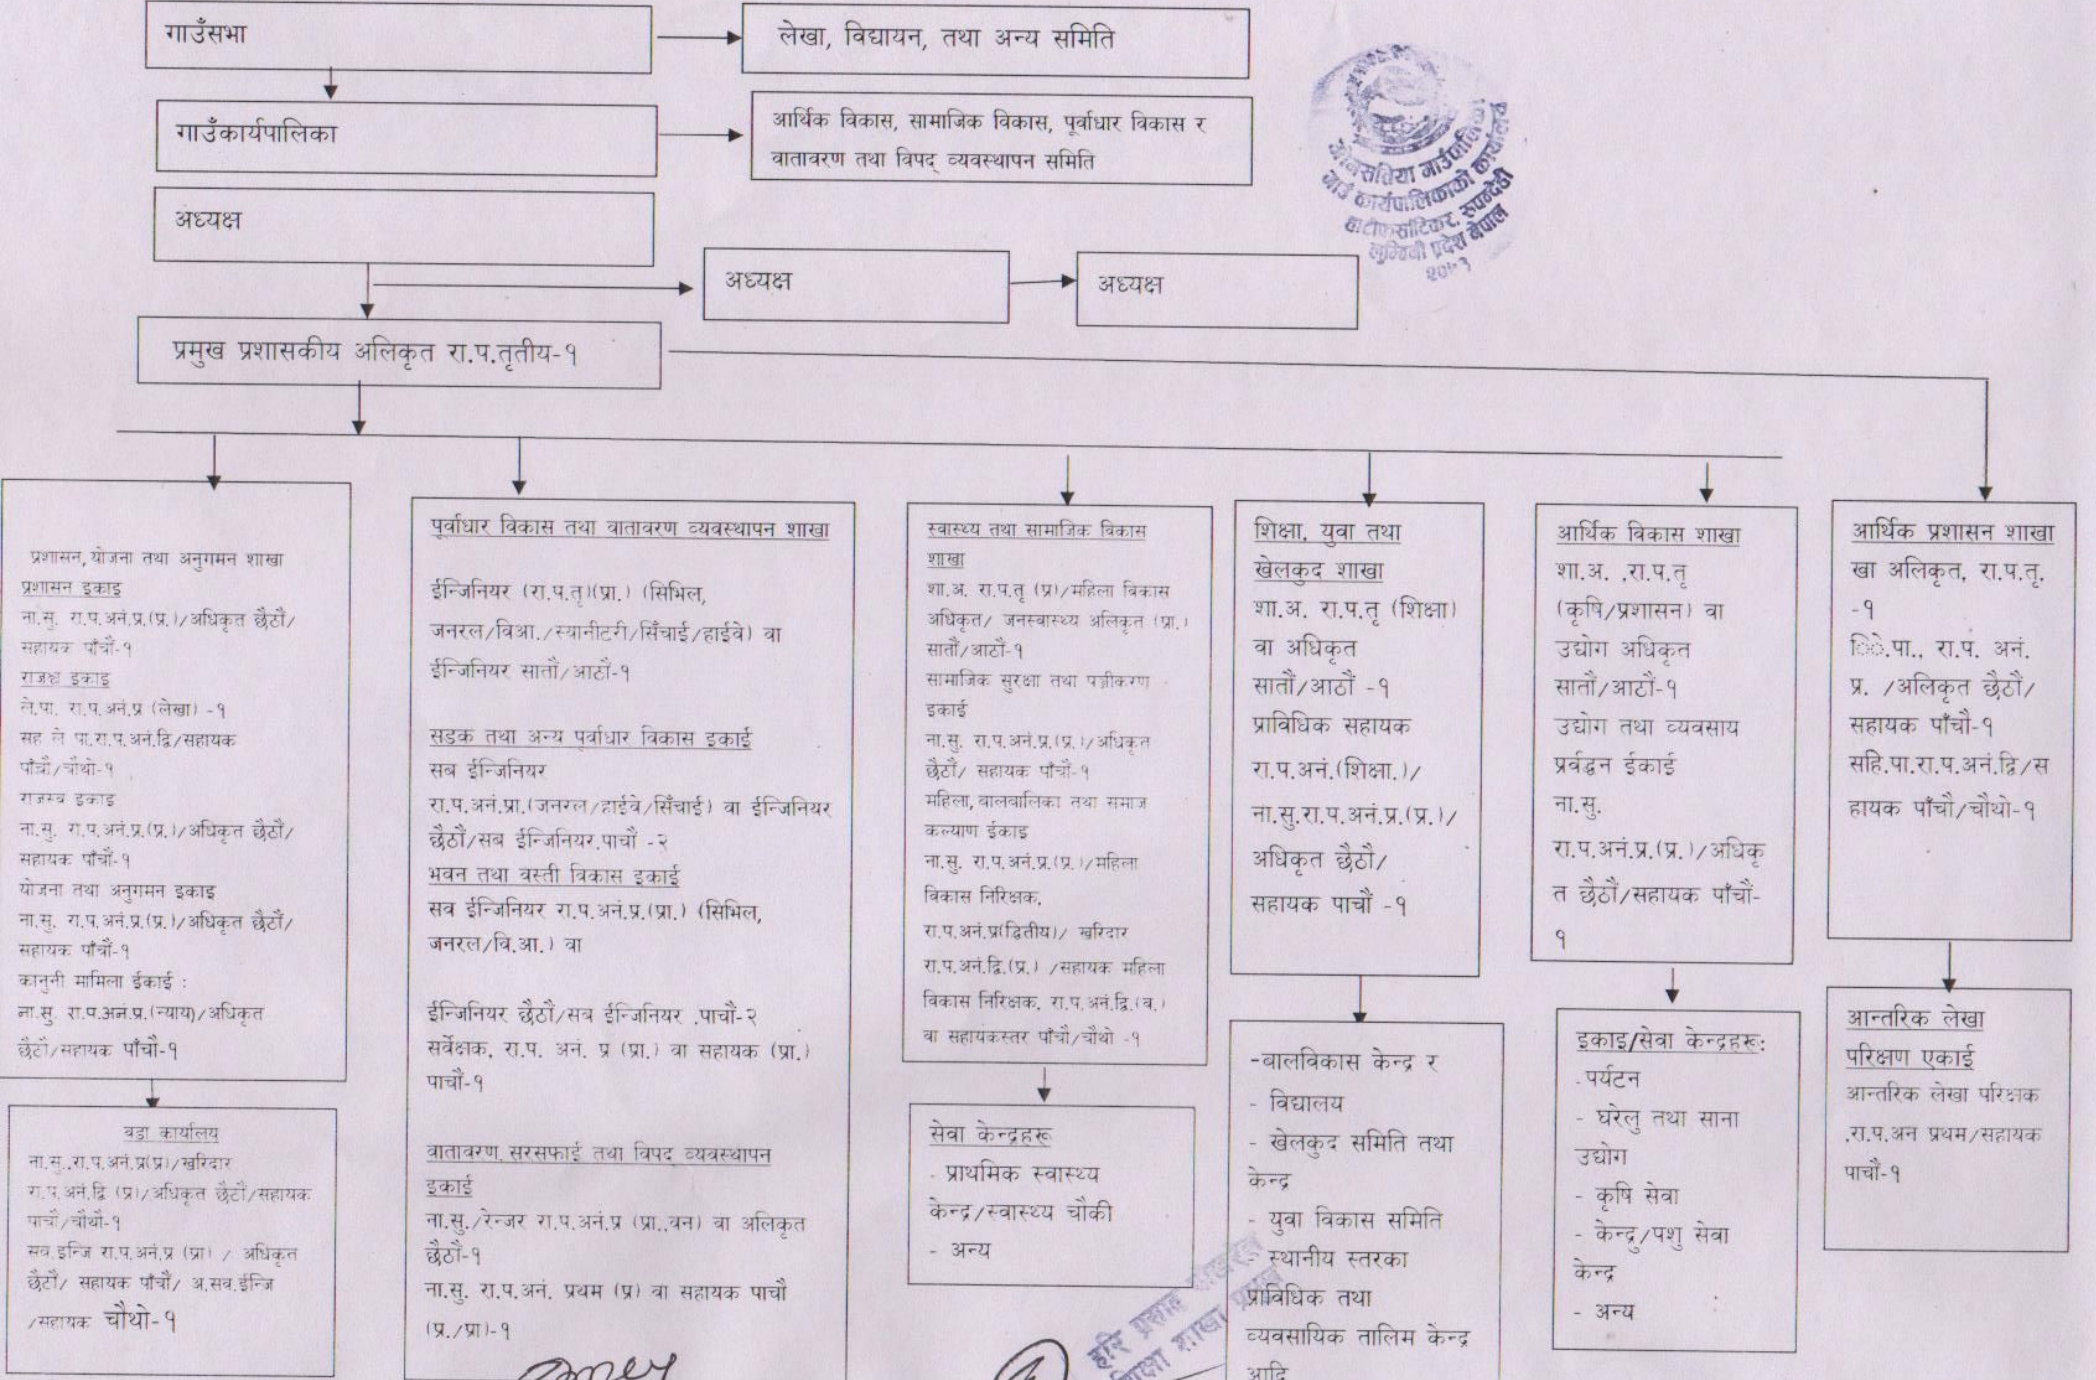 गाउँसभा
लेखा, विद्यायन, तथा अन्य समिति
गाउँकार्यपालिका
आर्थिक विकास, सामाजिक विकास, पूर्वाधार विकास र
वातावरण तथा विपद् व्यवस्थापन समिति
अध्यक्ष
अध्यक्ष
अध्यक्ष
गाउँ कार्यपालिकाको कार्यालय
लुम्बिनी प्रदेश नेपाल
प्रमुख प्रशासकीय अलिकृत रा.प.तृतीय-१
प्रशासन, योजना तथा अनुगमन शाखा
प्रशासन इकाइ
ना.सु. रा.प.अनं.प्र.(प्र.)/अधिकृत छैठौं/
सहायक पाँचौं-१
राजश्व इकाइ
ले.पा. रा.प.अनं.प्र (लेखा) -१
सह ले पा.रा.प.अनं.द्वि/सहायक
पाँचौ/चौथो-१
राजस्व इकाइ
ना.सु. रा.प.अनं.प्र.(प्र.)/अधिकृत छैठौं/
सहायक पाँचौं-१
योजना तथा अनुगमन इकाइ
ना.सु. रा.प.अनं.प्र.(प्र.)/अधिकृत छैठौं/
सहायक पाँचौं-१
कानुनी मामिला ईकाई :
ना.सु. रा.प.अनं.प्र.(न्याय)/अधिकृत
छैटौ/सहायक पाँचौ-१
वडा कार्यालय
ना.सु..रा.प.अनं.प्र(प्र)/खरिदार
रा.प.अनं.द्वि (प्र)/अधिकृत छैठौं/सहायक
पाचौ/चौथौ-१
सव.इन्जि रा.प.अनं.प्र (प्रा) / अधिकृत
छैटौं/ सहायक पाँचौं/ अ.सव.ईन्जि
/सहायक चौथो-१
पूर्वाधार विकास तथा वातावरण व्यवस्थापन शाखा
ईन्जिनियर (रा.प.तृ)(प्रा.) (सिभिल,
जनरल/विआ./स्यानीटरी/सिँचाई/हाईवे) वा
ईन्जिनियर सातौं/आठौं-१
सडक तथा अन्य पूर्वाधार विकास इकाई
सब ईन्जिनियर
रा.प.अनं.प्रा.(जनरल/हाईवे/सिँचाई) वा ईन्जिनियर
छैठौं/सब ईन्जिनियर.पाचौं -२
भवन तथा वस्ती विकास इकाई
सव ईन्जिनियर रा.प.अनं.प्र.(प्रा.) (सिभिल,
जनरल/वि.आ.) वा
ईन्जिनियर छैठौं/सब ईन्जिनियर .पाचौं-२
सर्वेक्षक, रा.प. अनं. प्र (प्रा.) वा सहायक (प्रा.)
पाचौं-१
वातावरण, सरसफाई तथा विपद व्यवस्थापन
इकाई
ना.सु./रेन्जर रा.प.अनं.प्र (प्रा..वन) वा अलिकृत
छैठौं-१
ना.सु. रा.प.अनं. प्रथम (प्र) वा सहायक पाचौ
(प्र./प्रा)-१
स्वास्थ्य तथा सामाजिक विकास
शाखा
शा.अ. रा.प.तृ (प्र)/महिला विकास
अधिकृत/ जनस्वास्थ्य अलिकृत (प्रा.)
सातौं/आठौं-१
सामाजिक सुरक्षा तथा पञ्जीकरण
इकाई
ना.सु. रा.प.अनं.प्र.(प्र.)/अधिकृत
छैठौं/ सहायक पाँचौं-१
महिला, वालवालिका तथा समाज
कल्याण ईकाइ
ना.सु. रा.प.अनं.प्र.(प्र.)/महिला
विकास निरिक्षक,
रा.प.अनं.प्र(द्वितीय)/ खरिदार
रा.प.अनं.द्वि.(प्र.) /सहायक महिला
विकास निरिक्षक, रा.प.अनं.द्वि.(व.)
वा सहायकस्तर पाँचौ/चौथो -१
सेवा केन्द्रहरू
- प्राथमिक स्वास्थ्य
केन्द्र/स्वास्थ्य चौकी
- अन्य
शिक्षा, युवा तथा
खेलकुद शाखा
शा.अ. रा.प.तृ (शिक्षा)
वा अधिकृत
सातौं/आठौं -१
प्राविधिक सहायक
रा.प.अनं.(शिक्षा.)/
ना.सु.रा.प.अनं.प्र.(प्र.)/
अधिकृत छैठौं/
सहायक पाचौं -१
-बालविकास केन्द्र र
- विद्यालय
- खेलकुद समिति तथा
केन्द्र
- युवा विकास समिति
- स्थानीय स्तरका
प्राविधिक तथा
व्यवसायिक तालिम केन्द्र
आदि
हरि प्रसाद
शिक्षा शाखा प्रमुख
आर्थिक विकास शाखा
शा.अ. ,रा.प.तृ
(कृषि/प्रशासन) वा
उद्योग अधिकृत
सातौं/आठौं-१
उद्योग तथा व्यवसाय
प्रर्वद्धन ईकाई
ना.सु.
रा.प.अनं.प्र.(प्र.)/अधिकृ
त छैठौं/सहायक पाँचौं-
१
इकाइ/सेवा केन्द्रहरू:
-पर्यटन
- घरेलु तथा साना
उद्योग
- कृषि सेवा
- केन्द्र/पशु सेवा
केन्द्र
- अन्य
आर्थिक प्रशासन शाखा
खा अलिकृत, रा.प.तृ.
-१
िे.पा., रा.प. अनं.
प्र. /अलिकृत छैठौं/
सहायक पाँचौ-१
सहि.पा.रा.प.अनं.द्वि/स
हायक पाँचौ/चौथो-१
आन्तरिक लेखा
परिक्षण एकाई
आन्तरिक लेखा परिक्षक
,रा.प.अन प्रथम/सहायक
पाचौ-१